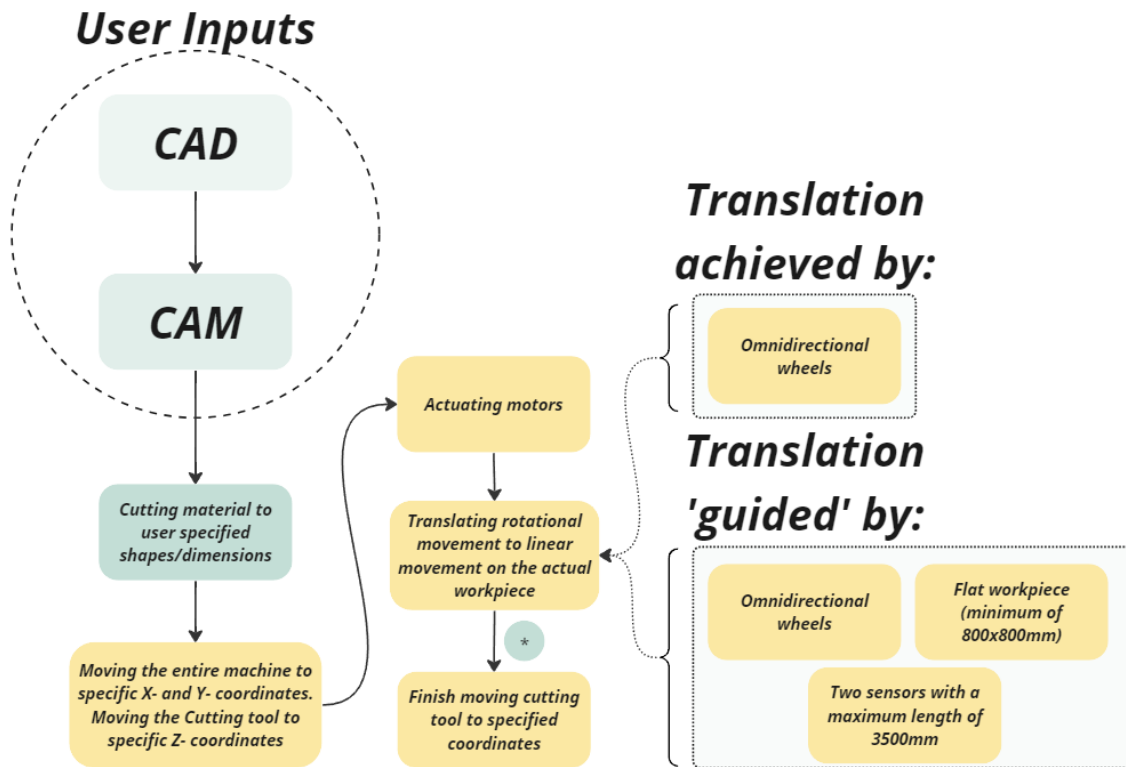 User Inputs
CAD
CAM
Cutting material to
user specified
shapes/dimensions
Moving the entire machine to
specific X- and Y- coordinates.
Moving the Cutting tool to
specific Z- coordinates
Actuating motors
Translating rotational
movement to linear
movement on the actual
workpiece
*
Finish moving cutting
tool to specified
coordinates
Translation
achieved by:
Omnidirectional
wheels
Translation
'guided' by:
Omnidirectional
wheels
Flat workpiece
(minimum of
800x800mm)
Two sensors with a
maximum length of
3500mm